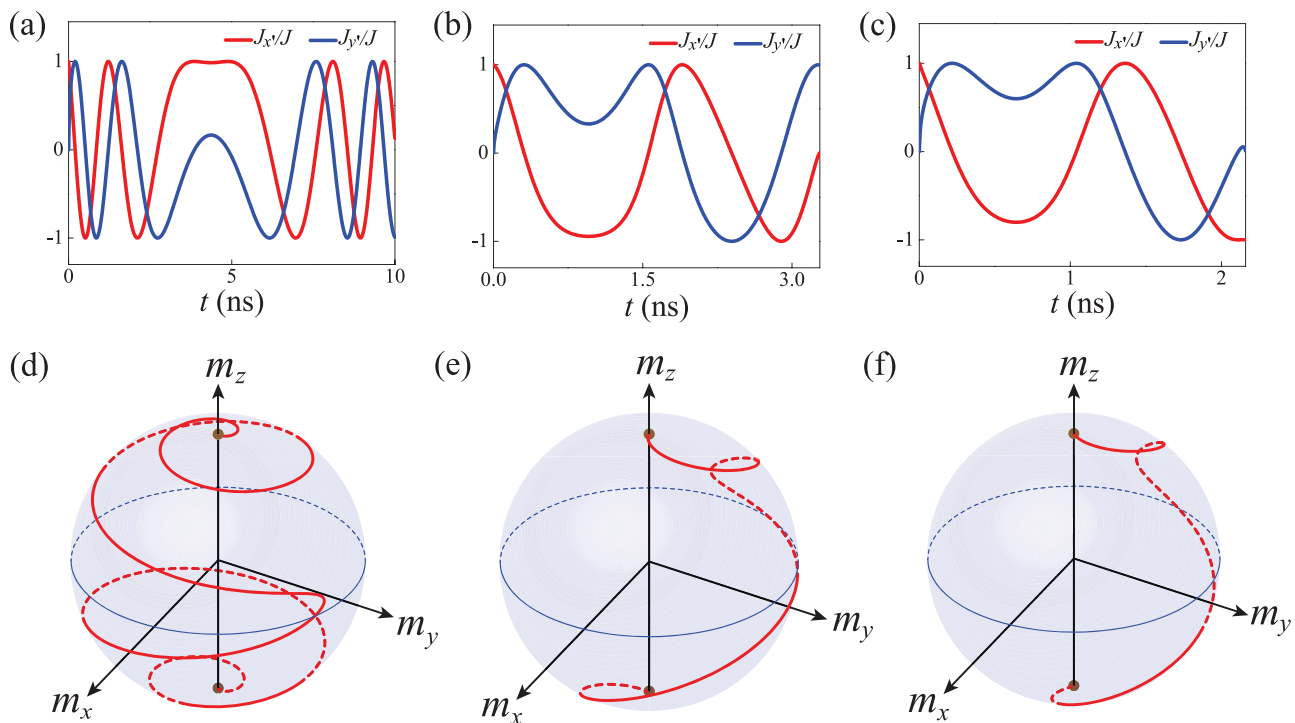 (a) (b) (c)
Jx'/J Jy'/J Jx'/J Jy'/J Jx'/J Jy'/J
1 1 1
0 0 0
-1 -1 -1
0 5 10 0.0 1.5 3.0 0 1 2
t (ns) t (ns) t (ns)
(d) (e) (f)
mz mz mz
my my my
mx mx mx